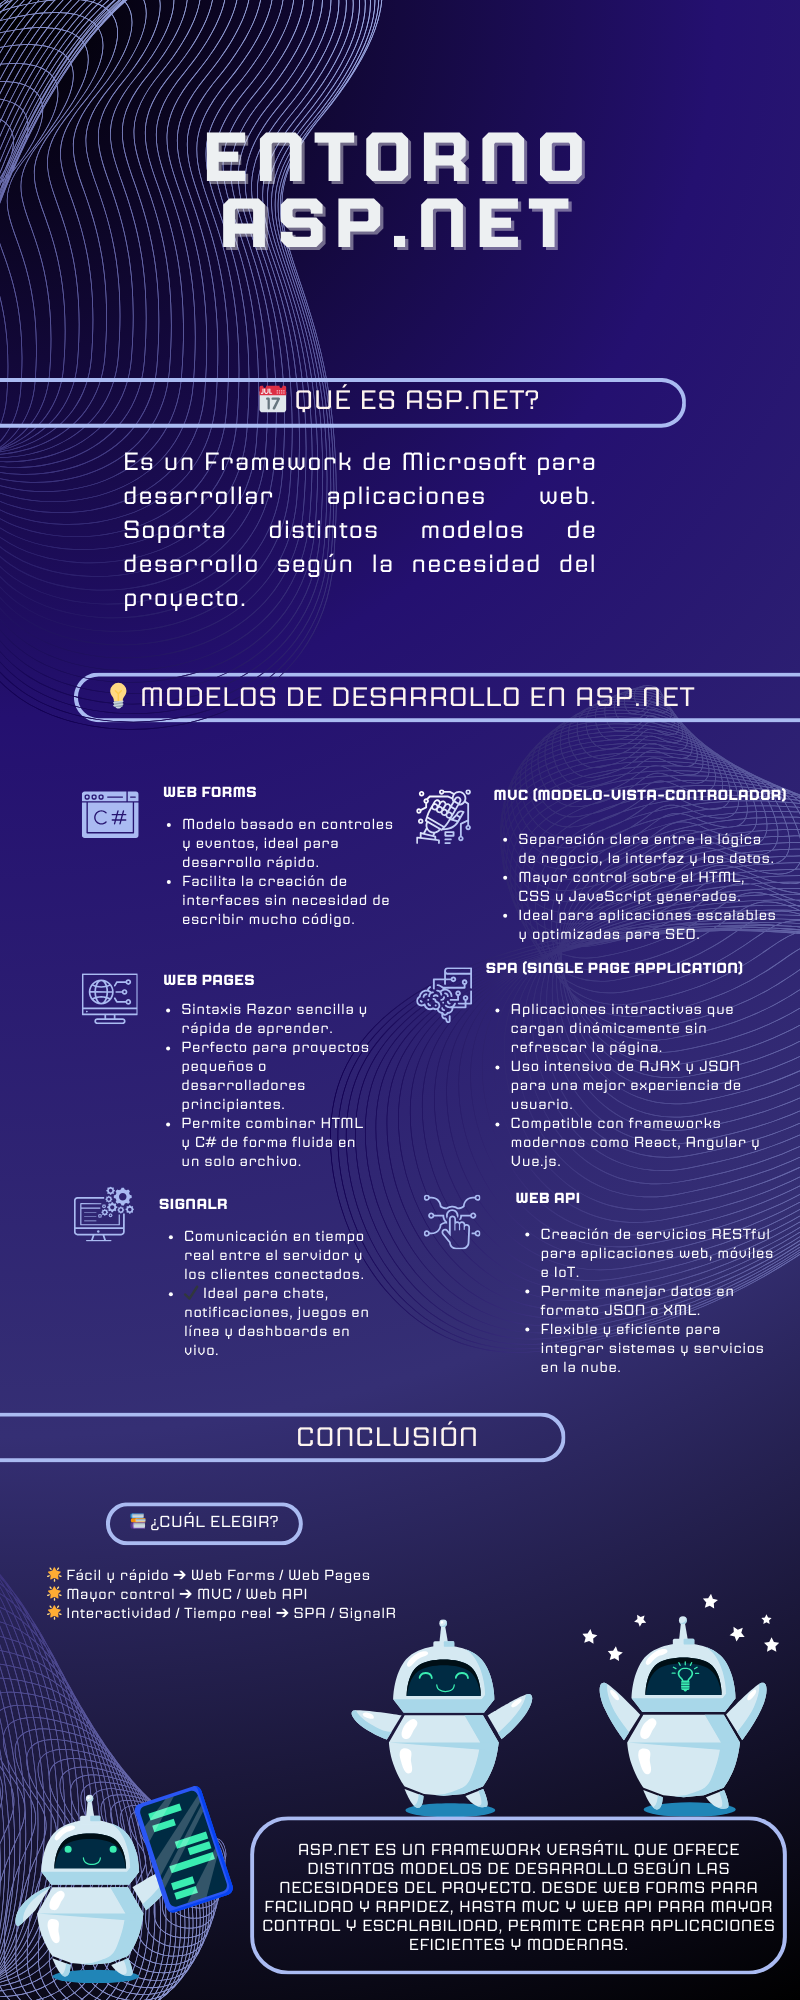 ENTORNO
ASP.NET
JUL
17
QUÉ ES ASP.NET?
Es un Framework de Microsoft para
desarrollar aplicaciones web.
Soporta distintos modelos de
desarrollo según la necesidad del
proyecto.
MODELOS DE DESARROLLO EN ASP.NET
C#
WEB FORMS
• Modelo basado en controles
y eventos, ideal para
desarrollo rápido.
• Facilita la creación de
interfaces sin necesidad de
escribir mucho código.
MVC (MODELO-VISTA-CONTROLADOR)
• Separación clara entre la lógica
de negocio, la interfaz y los datos.
• Mayor control sobre el HTML,
CSS y JavaScript generados.
• Ideal para aplicaciones escalables
y optimizadas para SEO.
WEB PAGES
• Sintaxis Razor sencilla y
rápida de aprender.
• Perfecto para proyectos
pequeños o
desarrolladores
principiantes.
• Permite combinar HTML
y C# de forma fluida en
un solo archivo.
SPA (SINGLE PAGE APPLICATION)
• Aplicaciones interactivas que
cargan dinámicamente sin
refrescar la página.
• Uso intensivo de AJAX y JSON
para una mejor experiencia de
usuario.
• Compatible con frameworks
modernos como React, Angular y
Vue.js.
SIGNALR
• Comunicación en tiempo
real entre el servidor y
los clientes conectados.
• ✔ Ideal para chats,
notificaciones, juegos en
línea y dashboards en
vivo.
WEB API
• Creación de servicios RESTful
para aplicaciones web, móviles
e IoT.
• Permite manejar datos en
formato JSON o XML.
• Flexible y eficiente para
integrar sistemas y servicios
en la nube.
CONCLUSIÓN
¿CUÁL ELEGIR?
Fácil y rápido ➔ Web Forms / Web Pages
Mayor control ➔ MVC / Web API
Interactividad / Tiempo real ➔ SPA / SignalR
ASP.NET ES UN FRAMEWORK VERSÁTIL QUE OFRECE
DISTINTOS MODELOS DE DESARROLLO SEGÚN LAS
NECESIDADES DEL PROYECTO. DESDE WEB FORMS PARA
FACILIDAD Y RAPIDEZ, HASTA MVC Y WEB API PARA MAYOR
CONTROL Y ESCALABILIDAD, PERMITE CREAR APLICACIONES
EFICIENTES Y MODERNAS.